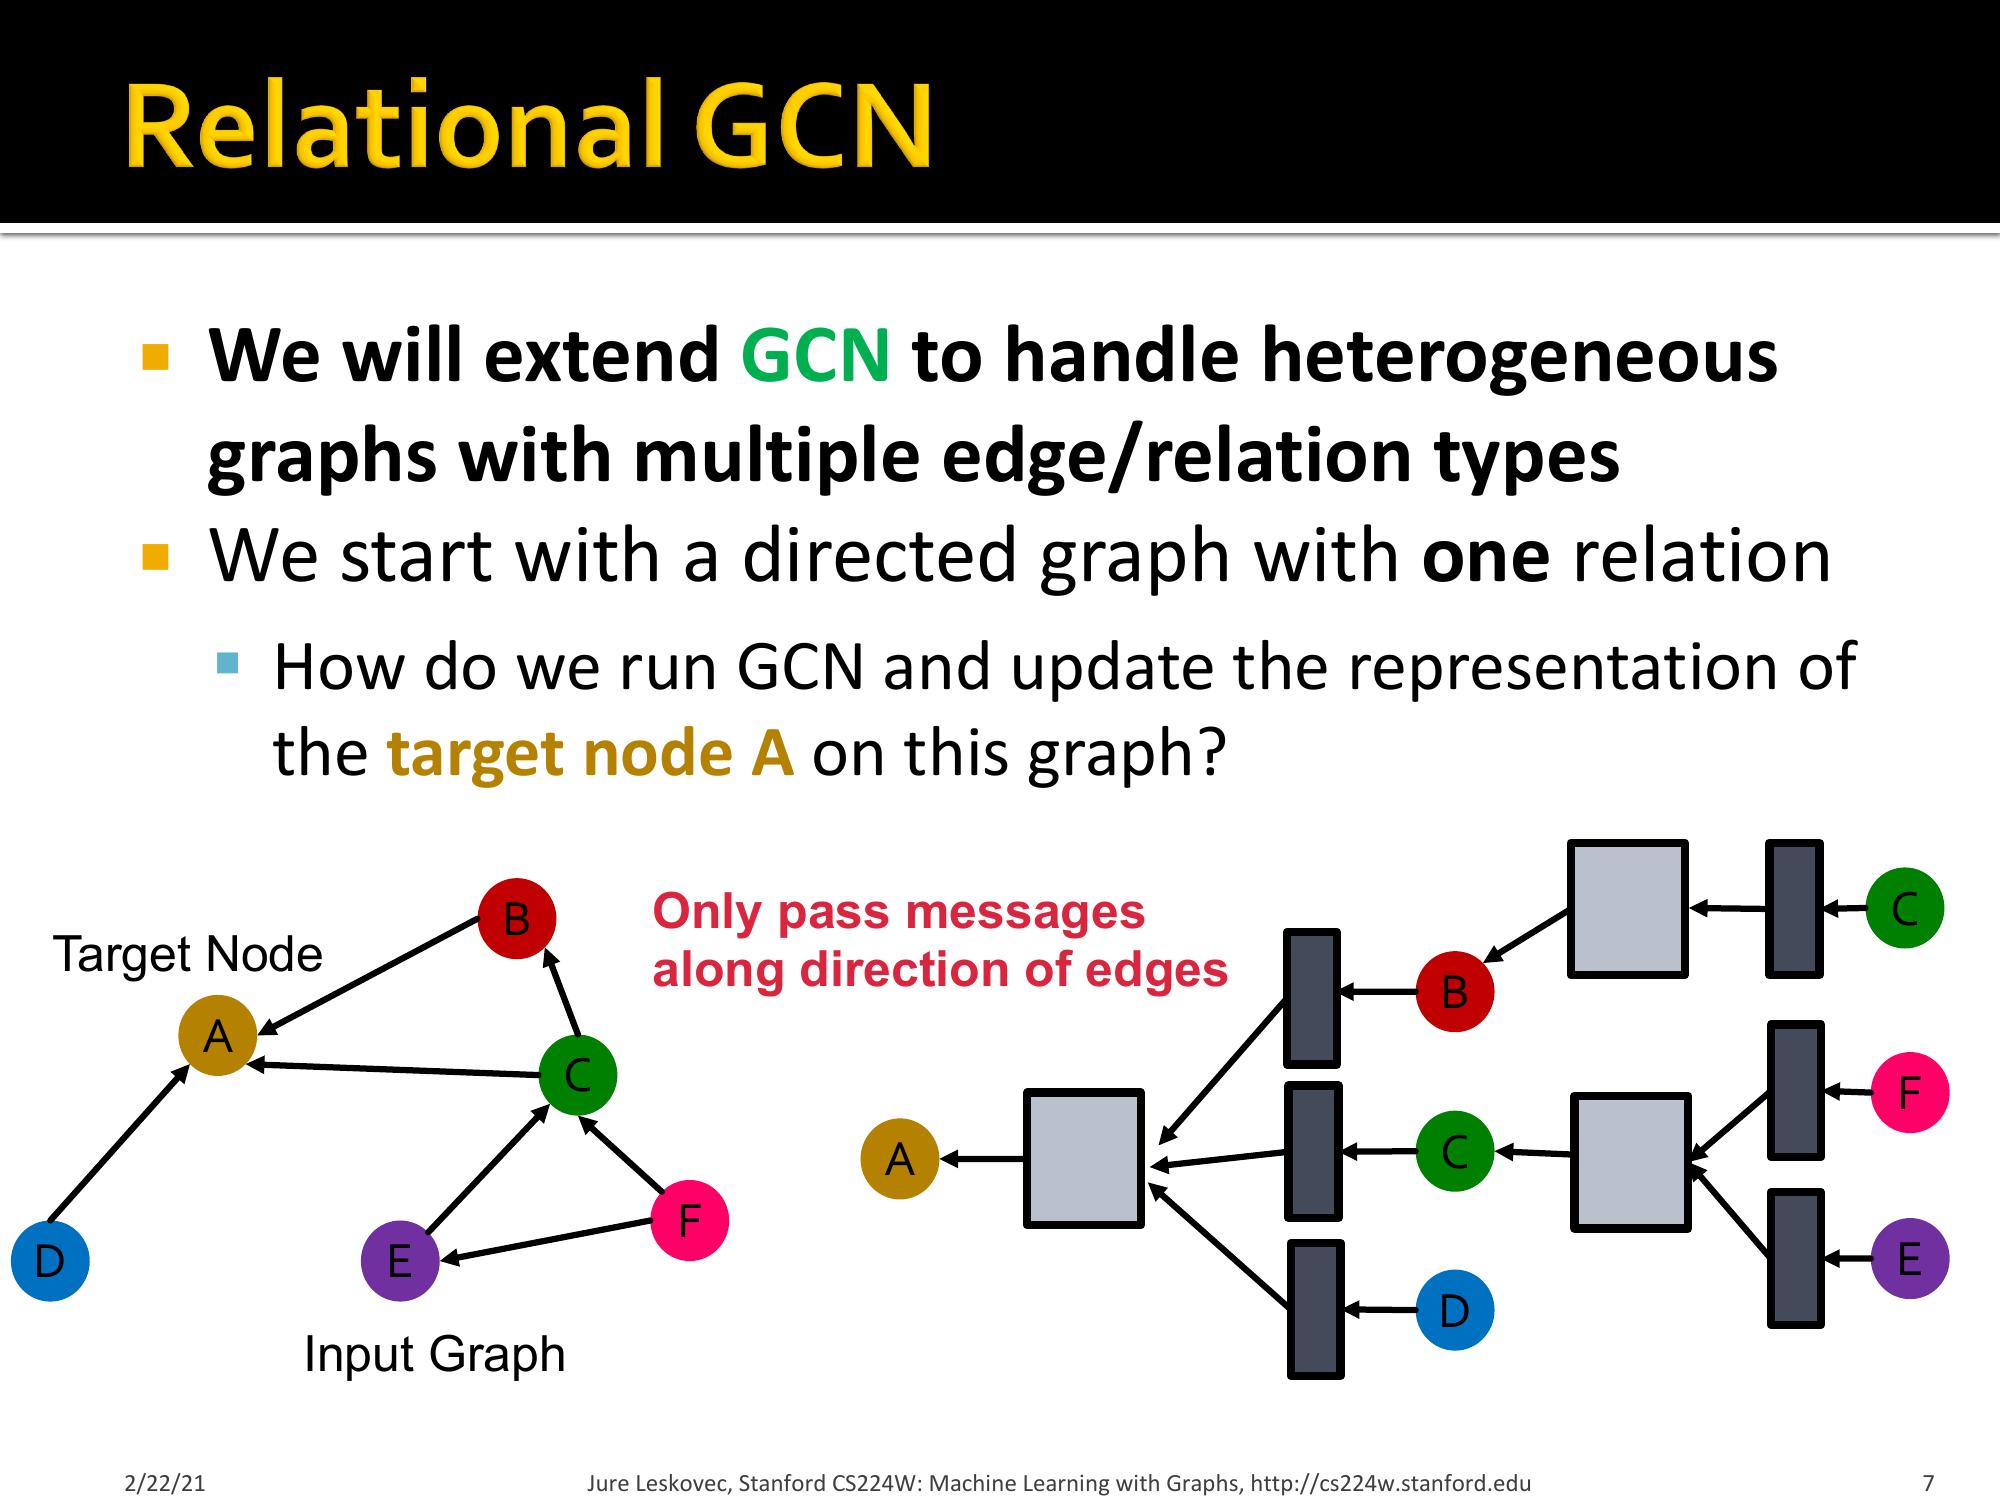 Relational GCN
We will extend GCN to handle heterogeneous
graphs with multiple edge/relation types
We start with a directed graph with one relation
How do we run GCN and update the representation of
the target node A on this graph?
Target Node
B
A
C
D
E
F
Input Graph
Only pass messages
along direction of edges
A
B
C
D
C
F
E
2/22/21
Jure Leskovec, Stanford CS224W: Machine Learning with Graphs, http://cs224w.stanford.edu
7